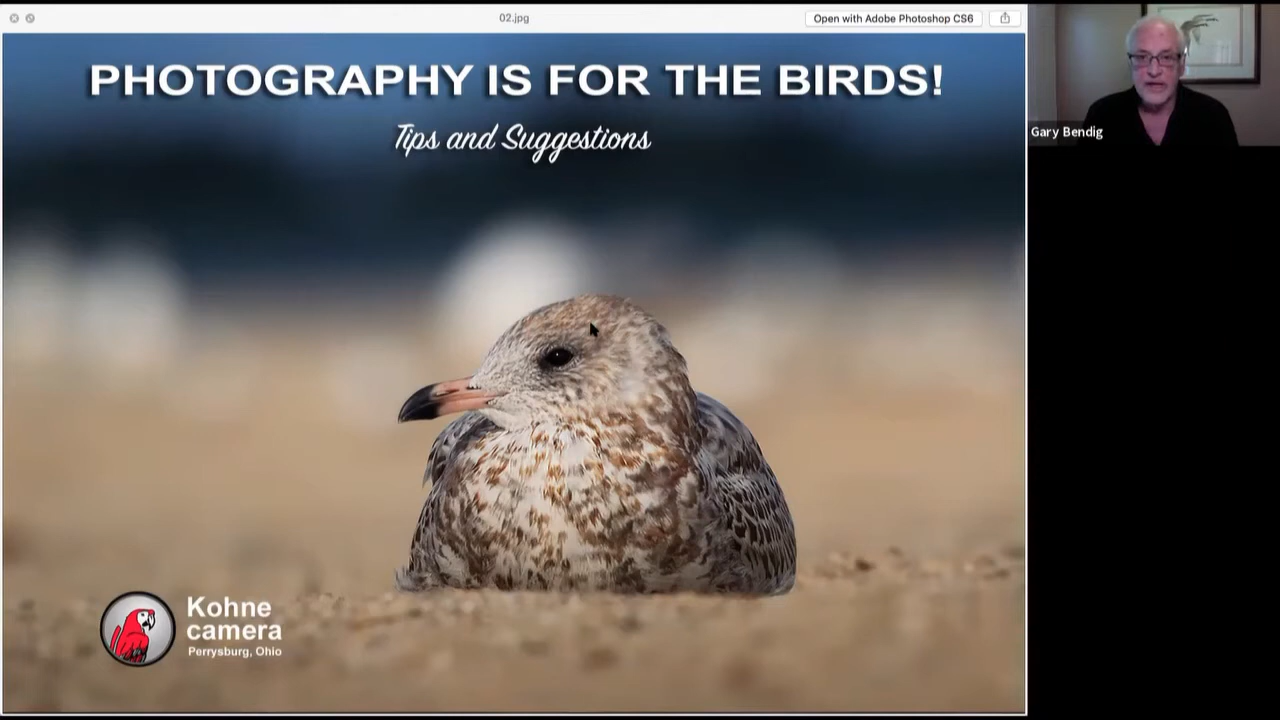 02.jpg
Open with Adobe Photoshop CS6
PHOTOGRAPHY IS FOR THE BIRDS!
Tips and Suggestions
Gary Bendig
Kohne
camera
Perrysburg, Ohio